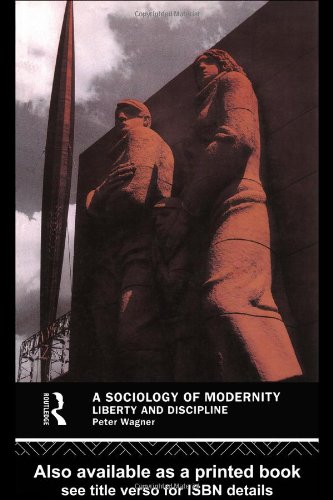 A SOCIOLOGY OF MODERNITY
LIBERTY AND DISCIPLINE
Peter Wagner
ROUTLEDGE
Also available as a printed book
see title verso for ISBN details